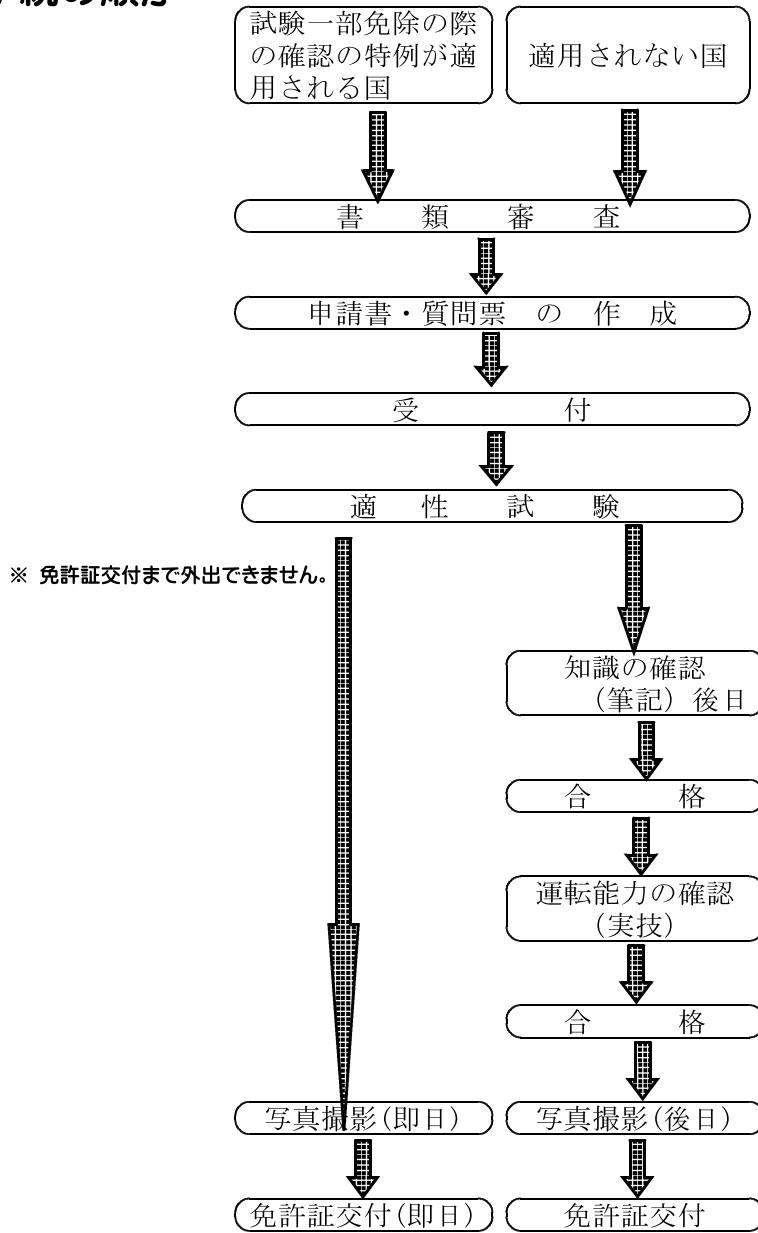 試験一部免除の際
の確認の特例が適
用される国
適用されない国
書類審査
申請書・質問票の作成
受付
適性試験
※ 免許証交付まで外出できません。
知識の確認
（筆記）後日
合格
運転能力の確認
（実技）
合格
写真撮影（即日）
写真撮影（後日）
免許証交付（即日）
免許証交付